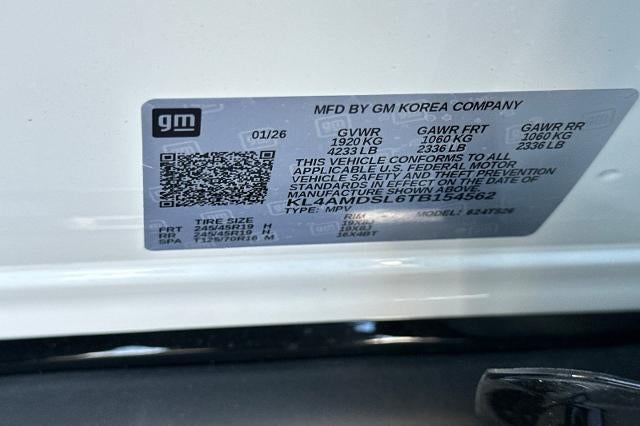 gm
MFD BY GM KOREA COMPANY
01/26 GVWR GAWR FRT GAWR RR
1920 KG 1060 KG 1060 KG
4233 LB 2336 LB 2336 LB
THIS VEHICLE CONFORMS TO ALL
APPLICABLE U.S. FEDERAL MOTOR
VEHICLE SAFETY AND THEFT PREVENTION
STANDARDS IN EFFECT ON THE DATE OF
MANUFACTURE SHOWN ABOVE.
KL4AMDSL6TB154562
TYPE: MPV MODEL: 624TS26
TIRE SIZE RIM
FRT 245/45R19 H 19X8J
RR 245/45R19 H 19X8J
SPA T125/70R16 M 16X4BT